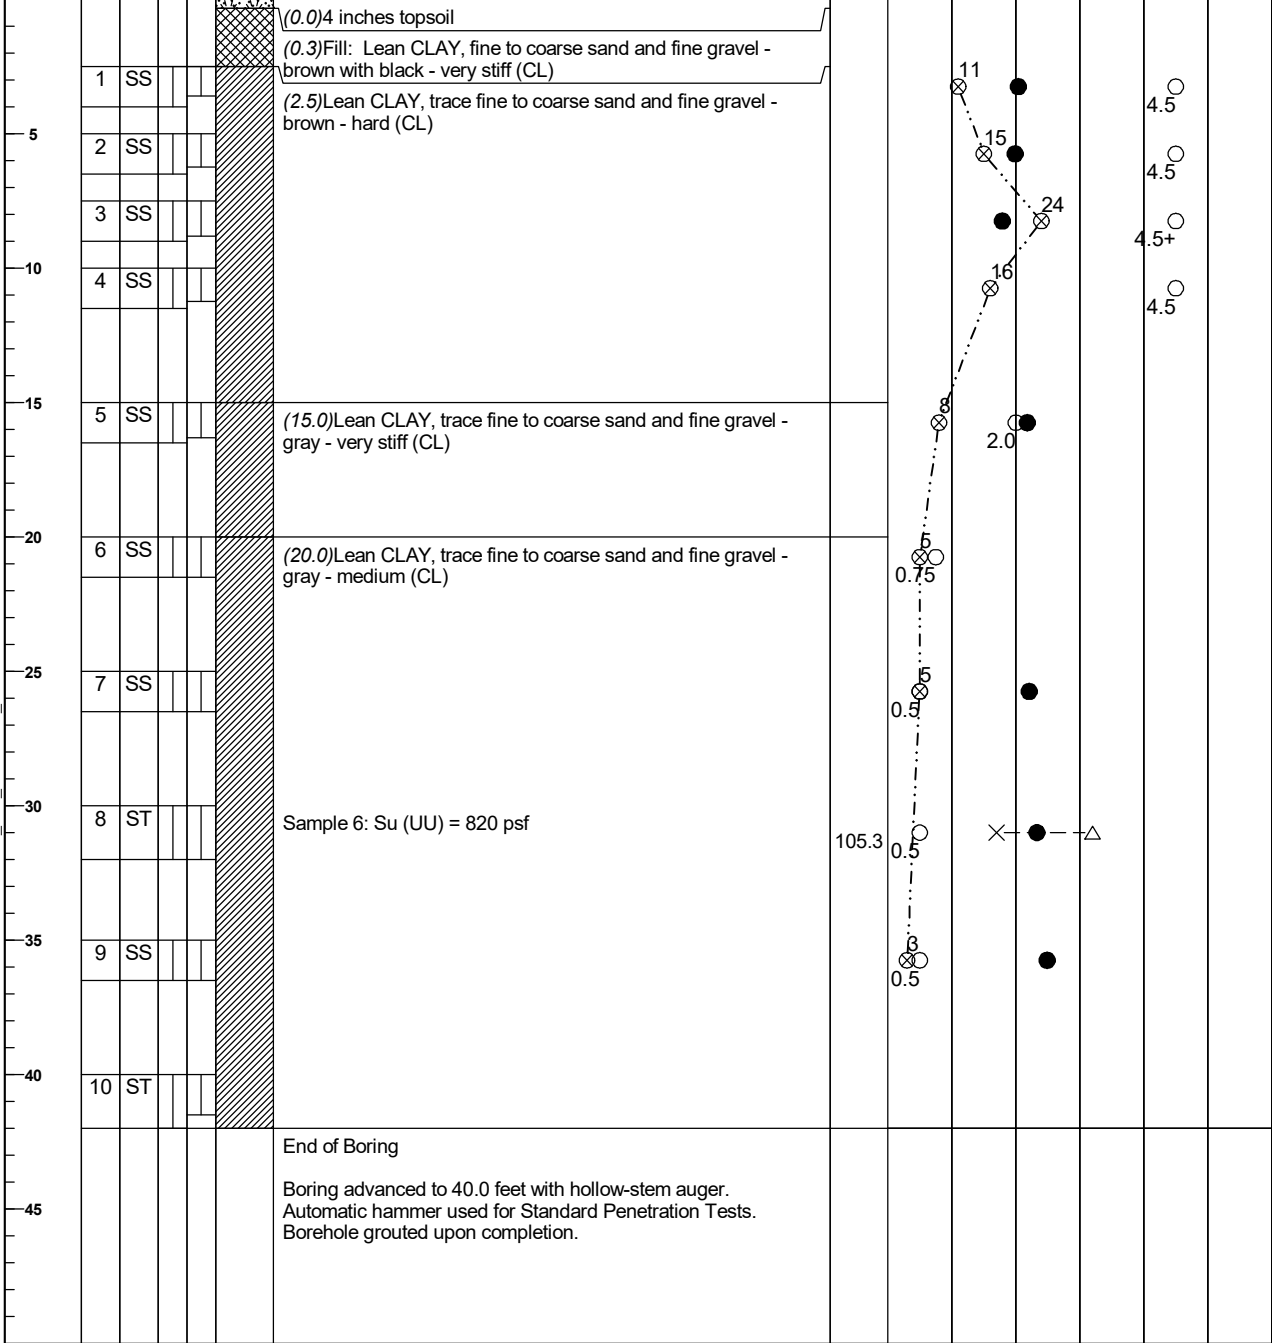 (0.0)4 inches topsoil
(0.3)Fill: Lean CLAY, fine to coarse sand and fine gravel -
brown with black - very stiff (CL)
1 SS 11 4.5
(2.5)Lean CLAY, trace fine to coarse sand and fine gravel -
brown - hard (CL)
5
2 SS 15 4.5
3 SS 24 4.5+
10
4 SS 16 4.5
15
5 SS 8 2.0
(15.0)Lean CLAY, trace fine to coarse sand and fine gravel -
gray - very stiff (CL)
20
6 SS 5 0.75
(20.0)Lean CLAY, trace fine to coarse sand and fine gravel -
gray - medium (CL)
25
7 SS 5 0.5
30
8 ST Sample 6: Su (UU) = 820 psf 105.3 0.5
35
9 SS 3 0.5
40
10 ST
End of Boring
Boring advanced to 40.0 feet with hollow-stem auger.
45
Automatic hammer used for Standard Penetration Tests.
Borehole grouted upon completion.